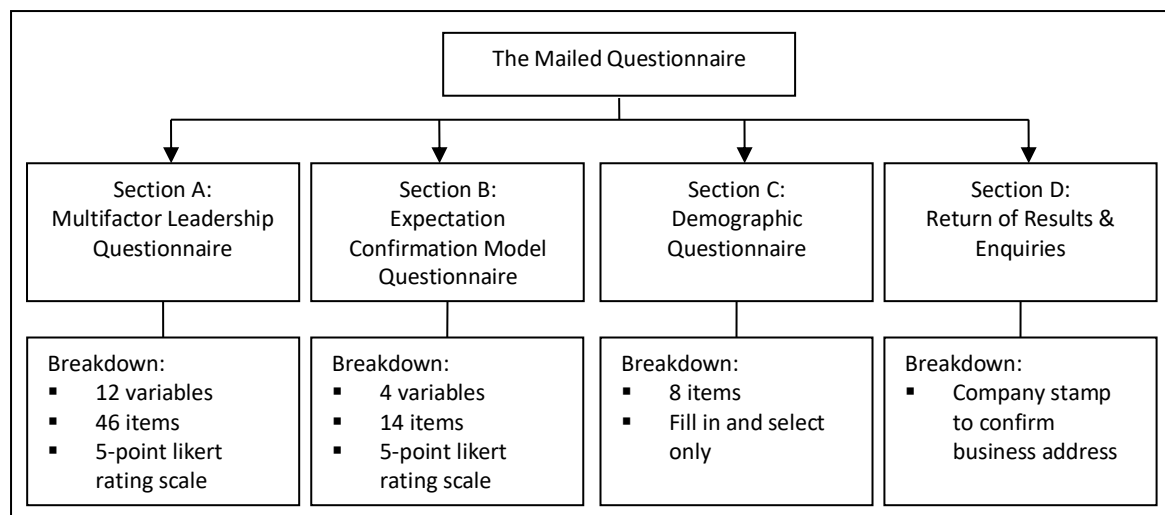 The Mailed Questionnaire
Section A:
Multifactor Leadership
Questionnaire
Section B:
Expectation
Confirmation Model
Questionnaire
Section C:
Demographic
Questionnaire
Section D:
Return of Results &
Enquiries
Breakdown:
▪ 12 variables
▪ 46 items
▪ 5-point likert
rating scale
Breakdown:
▪ 4 variables
▪ 14 items
▪ 5-point likert
rating scale
Breakdown:
▪ 8 items
▪ Fill in and select
only
Breakdown:
▪ Company stamp
to confirm
business address